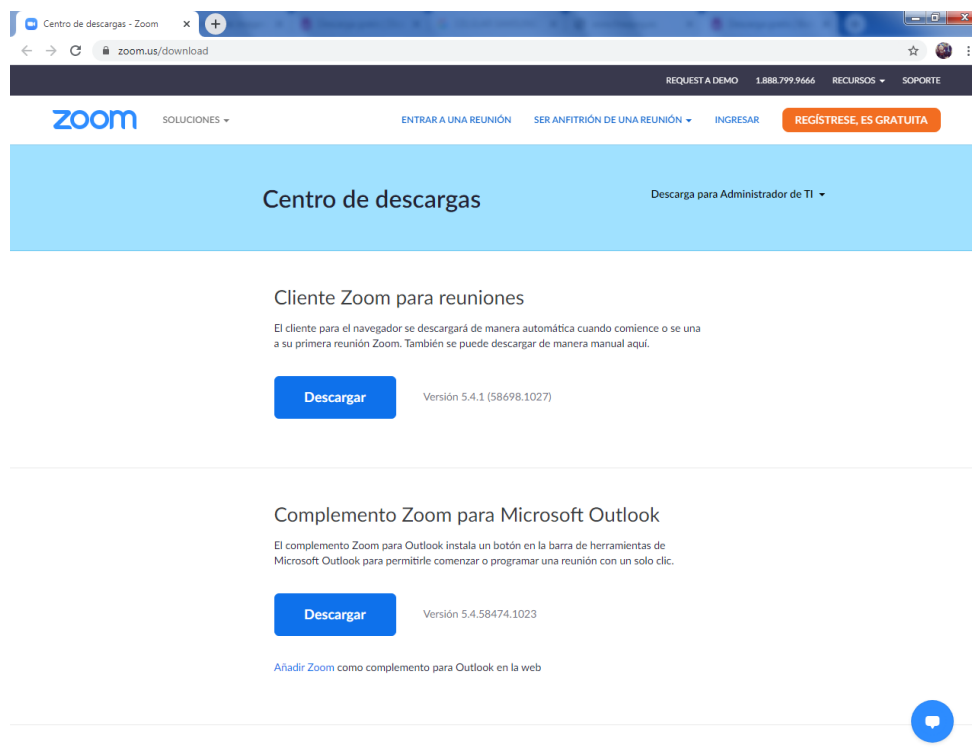 Centro de descargas - Zoom
zoom.us/download
REQUEST A DEMO 1.888.799.9666 RECURSOS SOPORTE
zoom SOLUCIONES ENTRAR A UNA REUNIÓN SER ANFITRIÓN DE UNA REUNIÓN INGRESAR REGÍSTRESE, ES GRATUITA
Centro de descargas Descarga para Administrador de TI
Cliente Zoom para reuniones
El cliente para el navegador se descargará de manera automática cuando comience o se una
a su primera reunión Zoom. También se puede descargar de manera manual aquí.
Descargar Versión 5.4.1 (58698.1027)
Complemento Zoom para Microsoft Outlook
El complemento Zoom para Outlook instala un botón en la barra de herramientas de
Microsoft Outlook para permitirle comenzar o programar una reunión con un solo clic.
Descargar Versión 5.4.58474.1023
Añadir Zoom como complemento para Outlook en la web